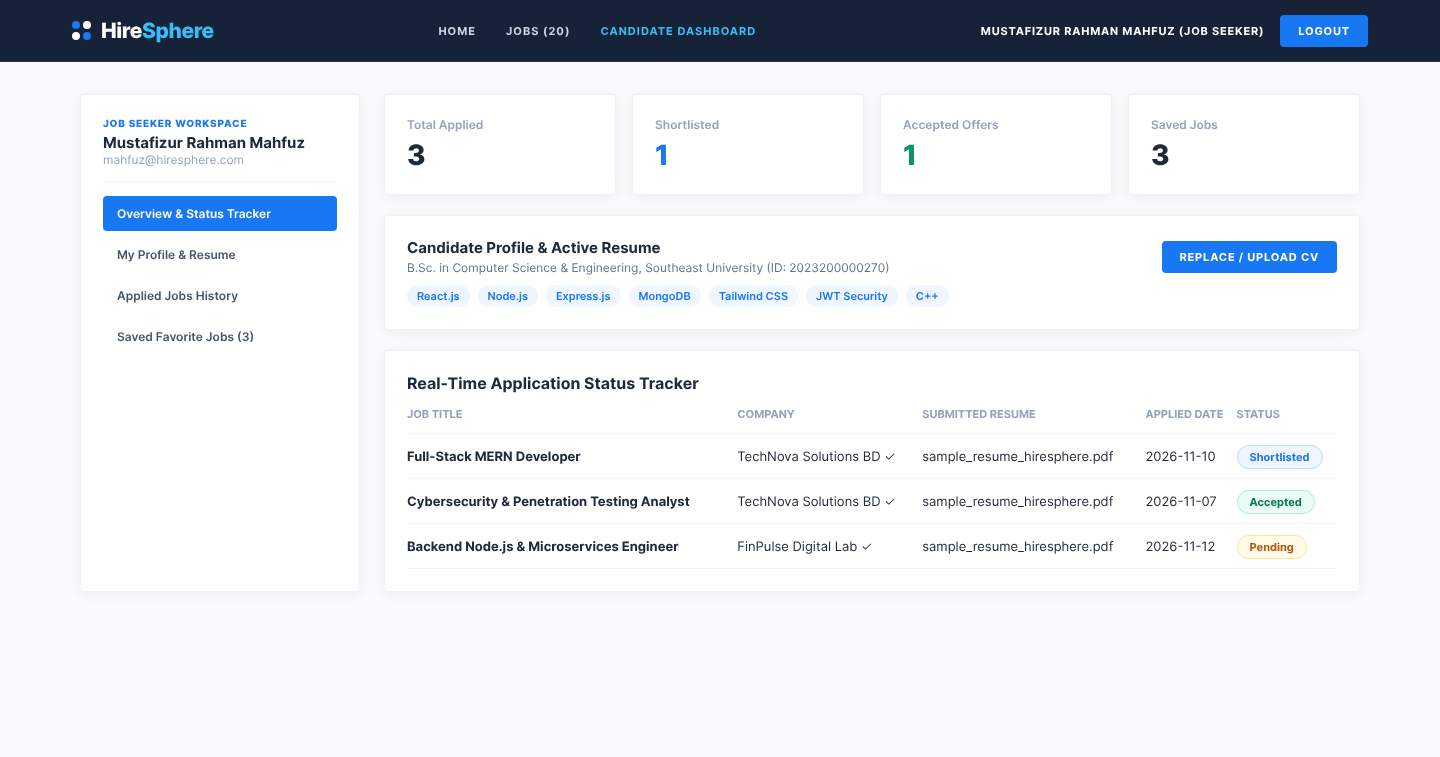 HireSphere
HOME JOBS (20) CANDIDATE DASHBOARD
MUSTAFIZUR RAHMAN MAHFUZ (JOB SEEKER) LOGOUT
JOB SEEKER WORKSPACE
Mustafizur Rahman Mahfuz
mahfuz@hiresphere.com
Overview & Status Tracker
My Profile & Resume
Applied Jobs History
Saved Favorite Jobs (3)
Total Applied
3
Shortlisted
1
Accepted Offers
1
Saved Jobs
3
Candidate Profile & Active Resume
B.Sc. in Computer Science & Engineering, Southeast University (ID: 2023200000270)
React.js Node.js Express.js MongoDB Tailwind CSS JWT Security C++
REPLACE / UPLOAD CV
Real-Time Application Status Tracker
JOB TITLE COMPANY SUBMITTED RESUME APPLIED DATE STATUS
Full-Stack MERN Developer TechNova Solutions BD ✓ sample_resume_hiresphere.pdf 2026-11-10 Shortlisted
Cybersecurity & Penetration Testing Analyst TechNova Solutions BD ✓ sample_resume_hiresphere.pdf 2026-11-07 Accepted
Backend Node.js & Microservices Engineer FinPulse Digital Lab ✓ sample_resume_hiresphere.pdf 2026-11-12 Pending